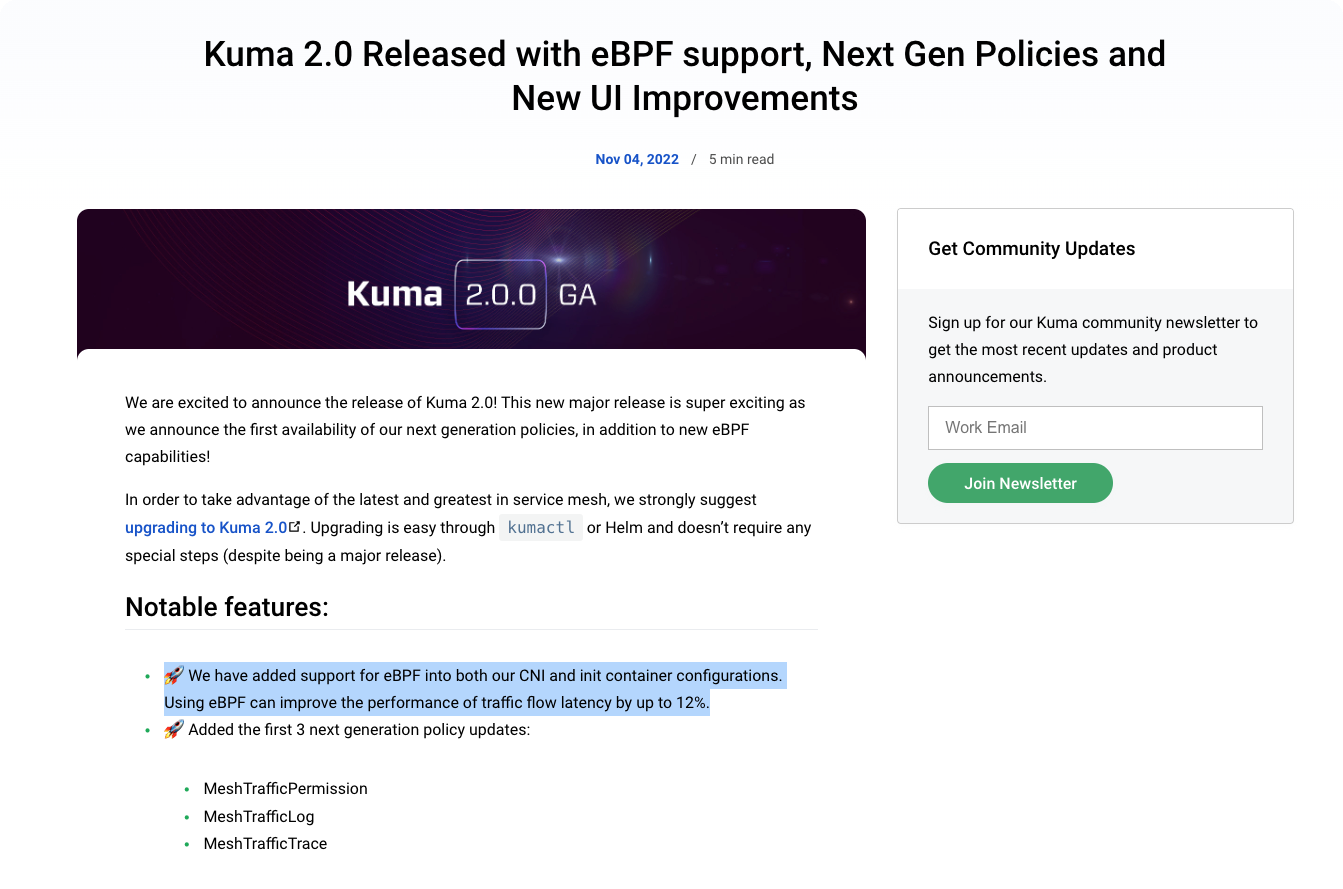 Kuma 2.0 Released with eBPF support, Next Gen Policies and
New UI Improvements
Nov 04, 2022 / 5 min read
Kuma 2.0.0 GA
We are excited to announce the release of Kuma 2.0! This new major release is super exciting as
we announce the first availability of our next generation policies, in addition to new eBPF
capabilities!
In order to take advantage of the latest and greatest in service mesh, we strongly suggest
upgrading to Kuma 2.0. Upgrading is easy through kumactl or Helm and doesn’t require any
special steps (despite being a major release).
Notable features:
• 🚀 We have added support for eBPF into both our CNI and init container configurations.
Using eBPF can improve the performance of traffic flow latency by up to 12%.
• 🚀 Added the first 3 next generation policy updates:
• MeshTrafficPermission
• MeshTrafficLog
• MeshTrafficTrace
Get Community Updates
Sign up for our Kuma community newsletter to
get the most recent updates and product
announcements.
Work Email
Join Newsletter